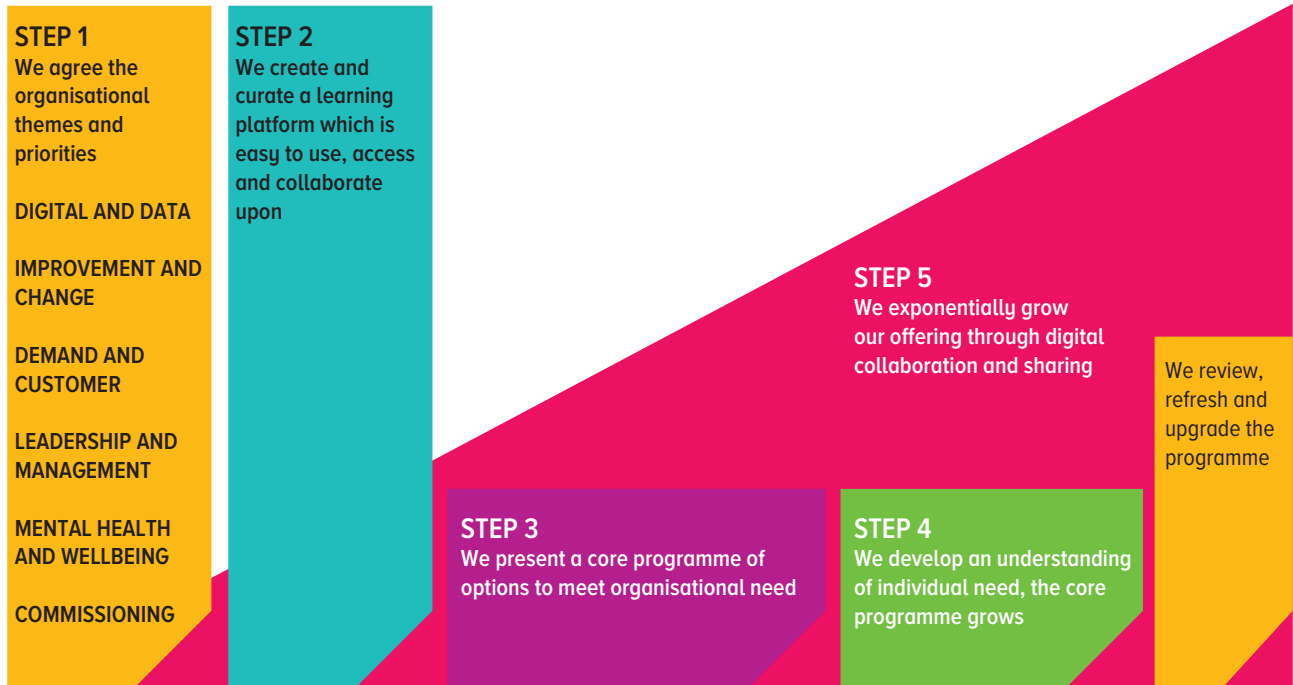 STEP 1
We agree the
organisational
themes and
priorities
DIGITAL AND DATA
IMPROVEMENT AND
CHANGE
DEMAND AND
CUSTOMER
LEADERSHIP AND
MANAGEMENT
MENTAL HEALTH
AND WELLBEING
COMMISSIONING
STEP 2
We create and
curate a learning
platform which is
easy to use, access
and collaborate
upon
STEP 3
We present a core programme of
options to meet organisational need
STEP 4
We develop an understanding
of individual need, the core
programme grows
STEP 5
We exponentially grow
our offering through digital
collaboration and sharing
We review,
refresh and
upgrade the
programme